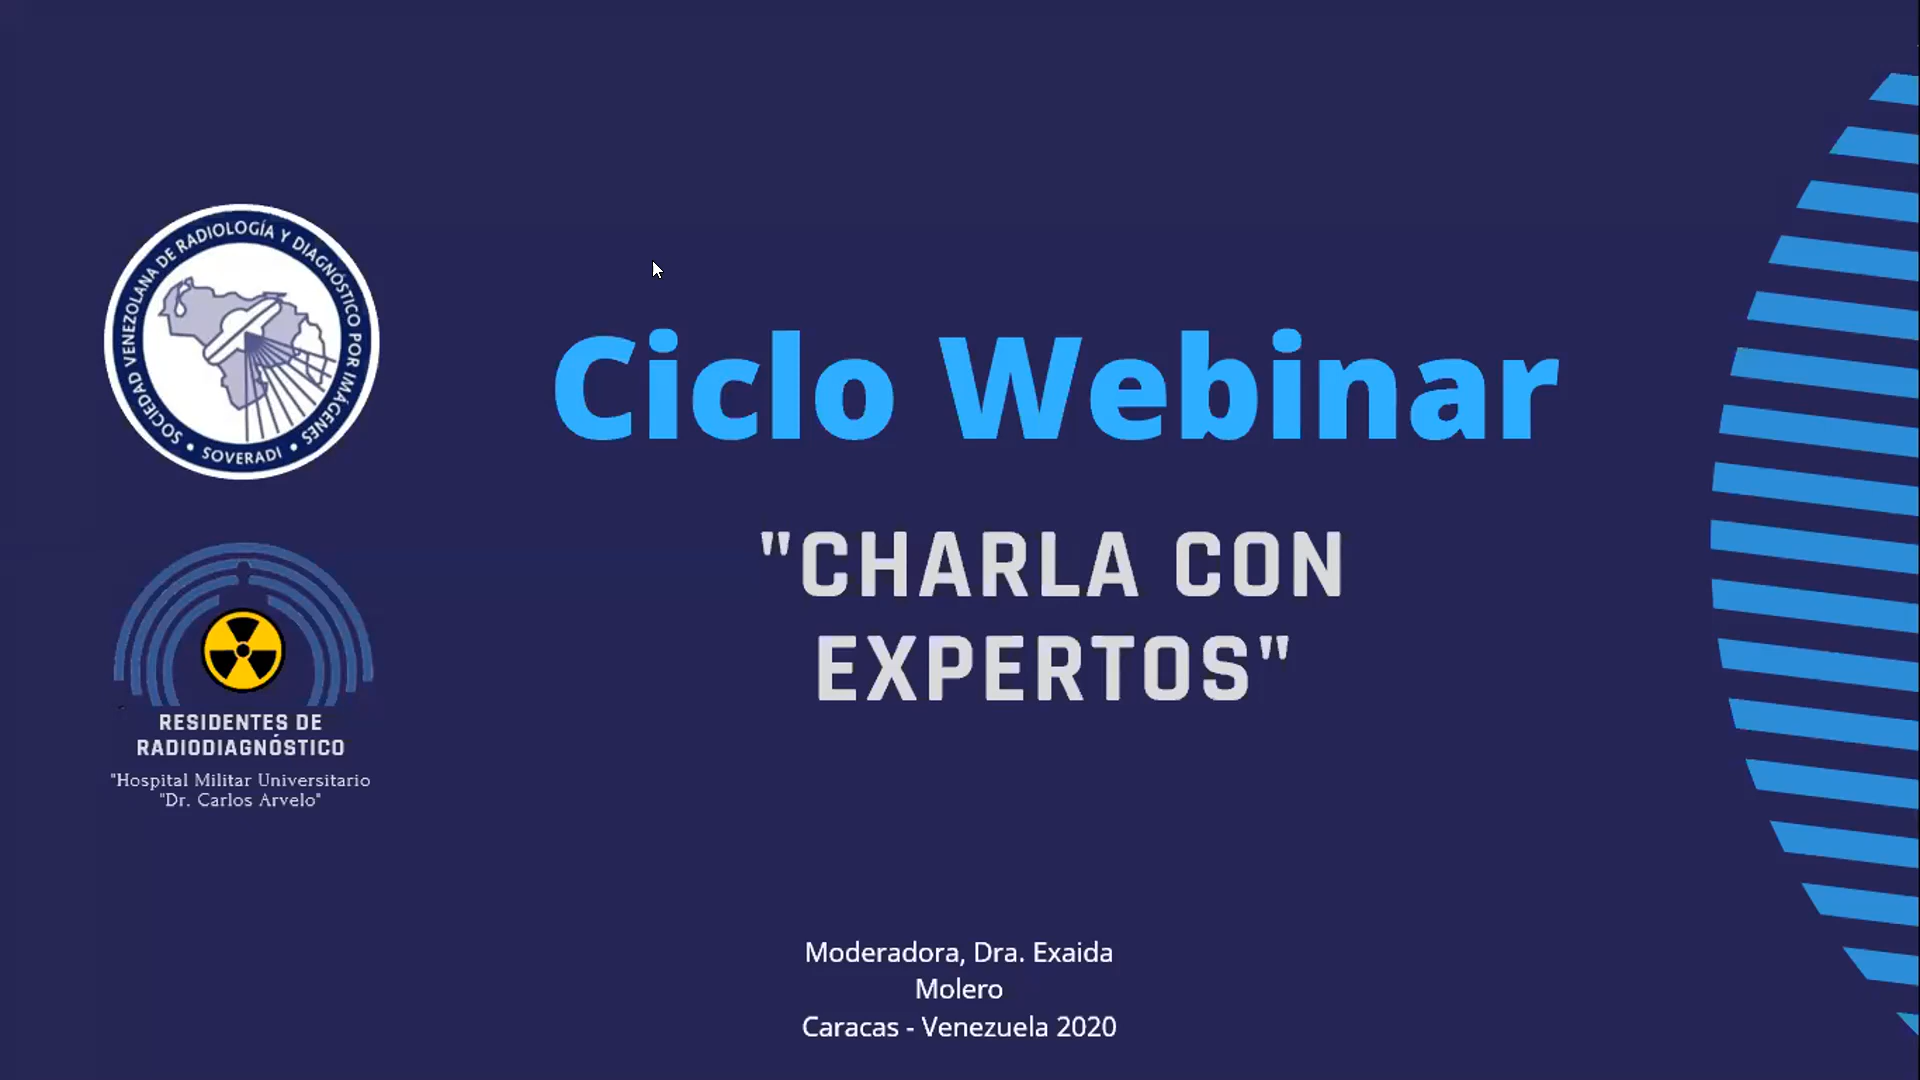 SOCIEDAD VENEZOLANA DE RADIOLOGÍA Y DIAGNÓSTICO POR IMÁGENES
• SOVERADI •
Ciclo Webinar
"CHARLA CON
EXPERTOS"
RESIDENTES DE
RADIODIAGNÓSTICO
"Hospital Militar Universitario
"Dr. Carlos Arvelo"
Moderadora, Dra. Exaida
Molero
Caracas - Venezuela 2020